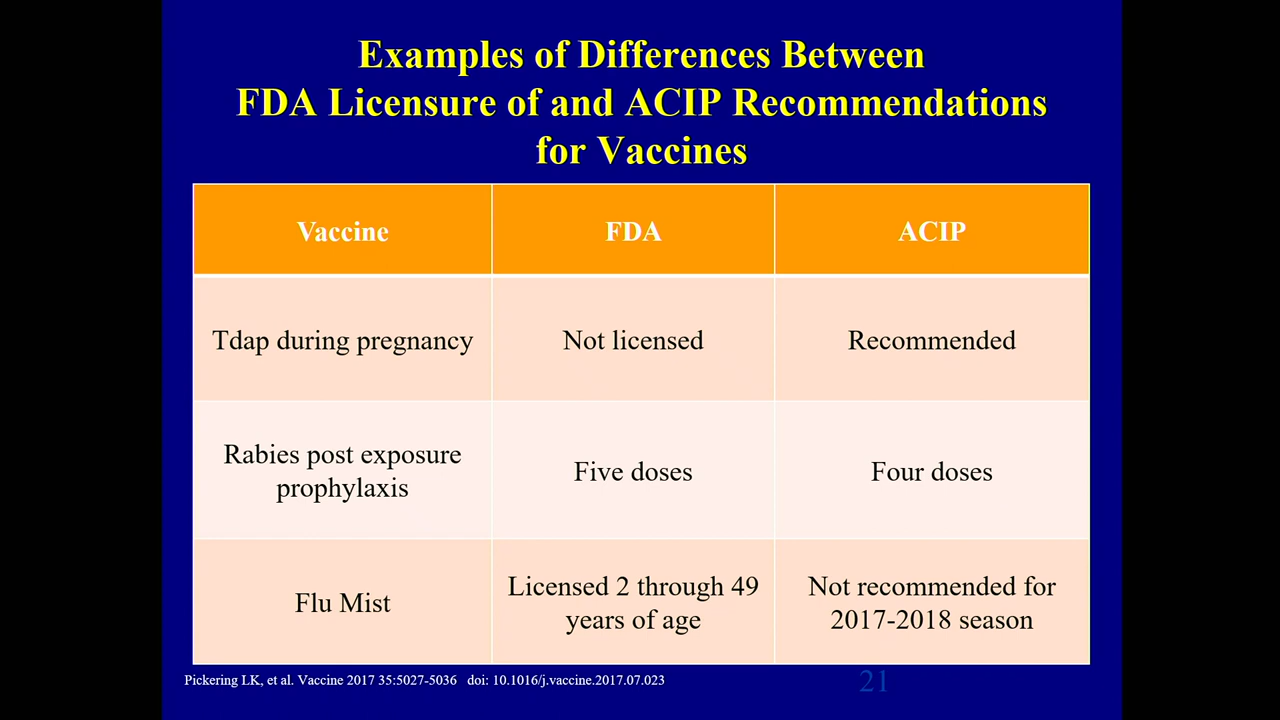 Examples of Differences Between
FDA Licensure of and ACIP Recommendations
for Vaccines
Vaccine
FDA
ACIP
Tdap during pregnancy
Not licensed
Recommended
Rabies post exposure
prophylaxis
Five doses
Four doses
Flu Mist
Licensed 2 through 49
years of age
Not recommended for
2017-2018 season
Pickering LK, et al. Vaccine 2017 35:5027-5036 doi: 10.1016/j.vaccine.2017.07.023
21